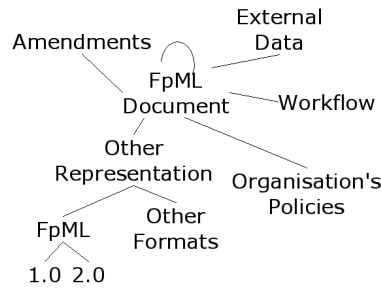 External
Data
Amendments
FpML
Document
Workflow
Other
Representation
Organisation's
Policies
FpML
Other
Formats
1.0 2.0